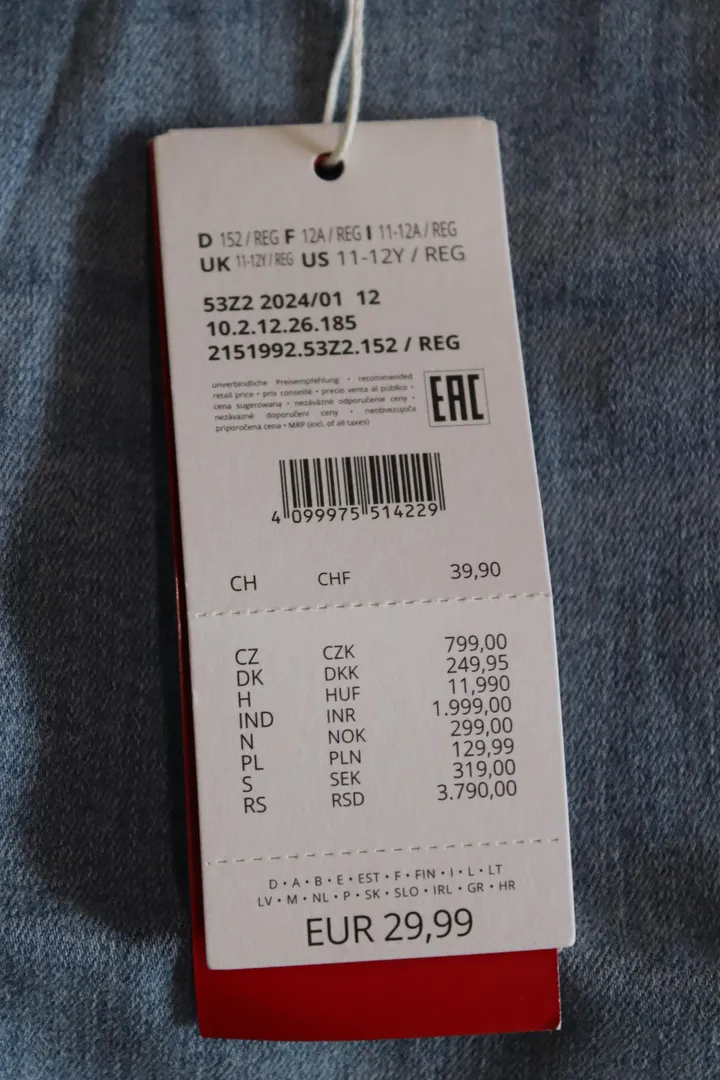 D 152 / REG F 12A / REG I 11-12A / REG
UK 11-12Y / REG US 11-12Y / REG
53Z2 2024/01 12
10.2.12.26.185
2151992.53Z2.152 / REG
unverbindliche Preisempfehlung • recommended
retail price • prix conseillé • precio venta al público •
cena sugerowana • nezáväzné odporučenie ceny •
nezávazné doporučení ceny • neobvezujoča
priporočena cena • MRP (incl. of all taxes)
EAC
4 099975 514229
CH CHF 39,90
CZ CZK 799,00
DK DKK 249,95
H HUF 11,990
IND INR 1.999,00
N NOK 299,00
PL PLN 129,99
S SEK 319,00
RS RSD 3.790,00
D • A • B • E • EST • F • FIN • I • L • LT
LV • M • NL • P • SK • SLO • IRL • GR • HR
EUR 29,99